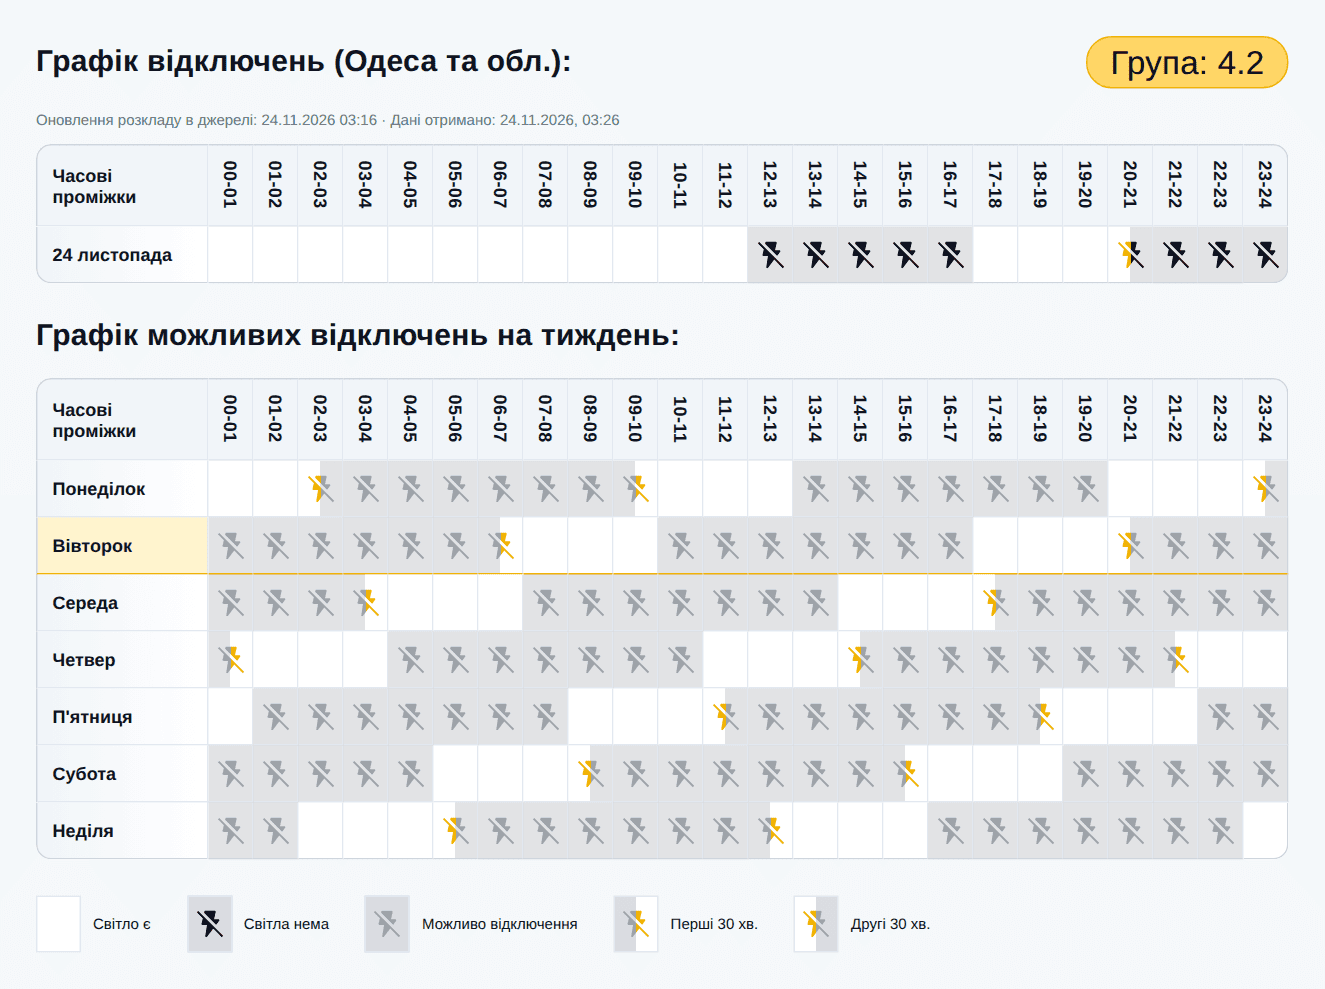 Графік відключень (Одеса та обл.):
Група: 4.2
Оновлення розкладу в джерелі: 24.11.2026 03:16 · Дані отримано: 24.11.2026, 03:26
Часові
проміжки
00-01 01-02 02-03 03-04 04-05 05-06 06-07 07-08 08-09 09-10 10-11 11-12 12-13 13-14 14-15 15-16 16-17 17-18 18-19 19-20 20-21 21-22 22-23 23-24
24 листопада
Графік можливих відключень на тиждень:
Часові
проміжки
00-01 01-02 02-03 03-04 04-05 05-06 06-07 07-08 08-09 09-10 10-11 11-12 12-13 13-14 14-15 15-16 16-17 17-18 18-19 19-20 20-21 21-22 22-23 23-24
Понеділок
Вівторок
Середа
Четвер
П'ятниця
Субота
Неділя
Світло є
Світла нема
Можливо відключення
Перші 30 хв.
Другі 30 хв.